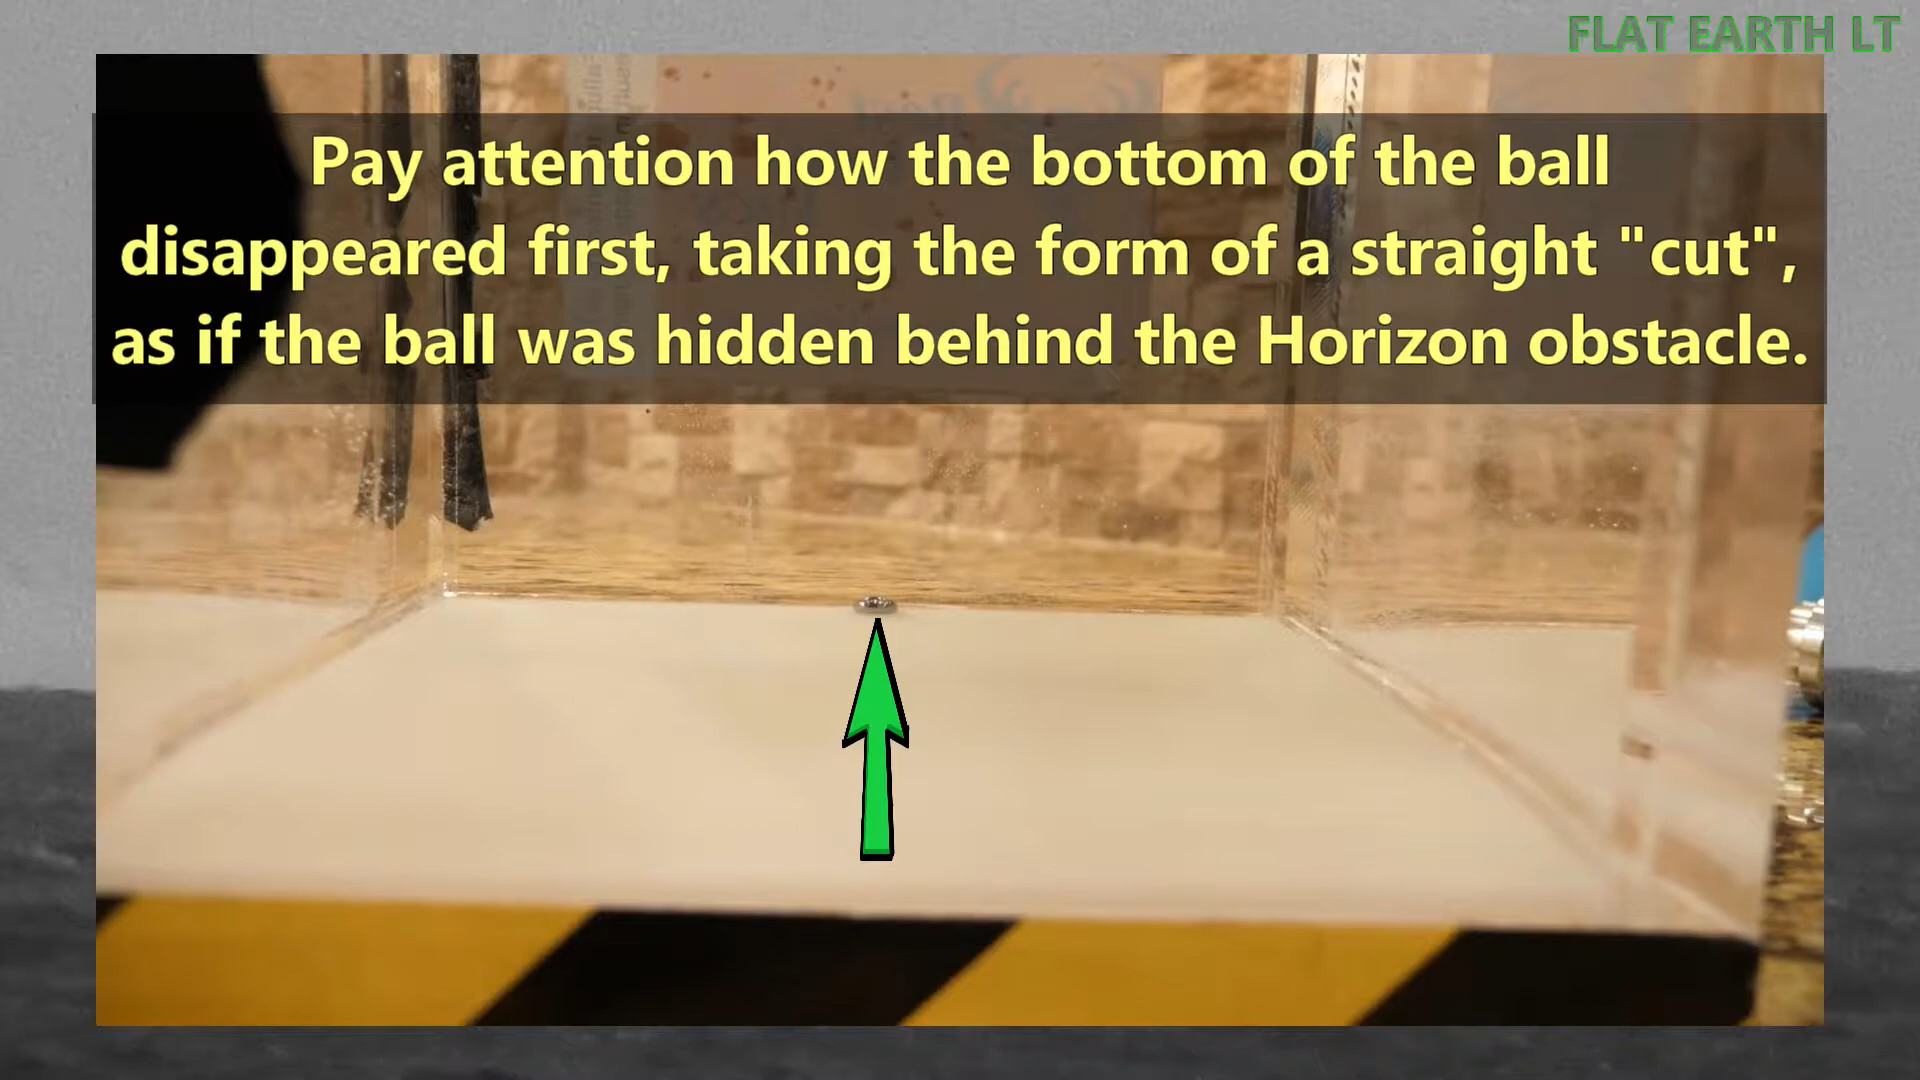 FLAT EARTH LT
Pay attention how the bottom of the ball
disappeared first, taking the form of a straight "cut",
as if the ball was hidden behind the Horizon obstacle.